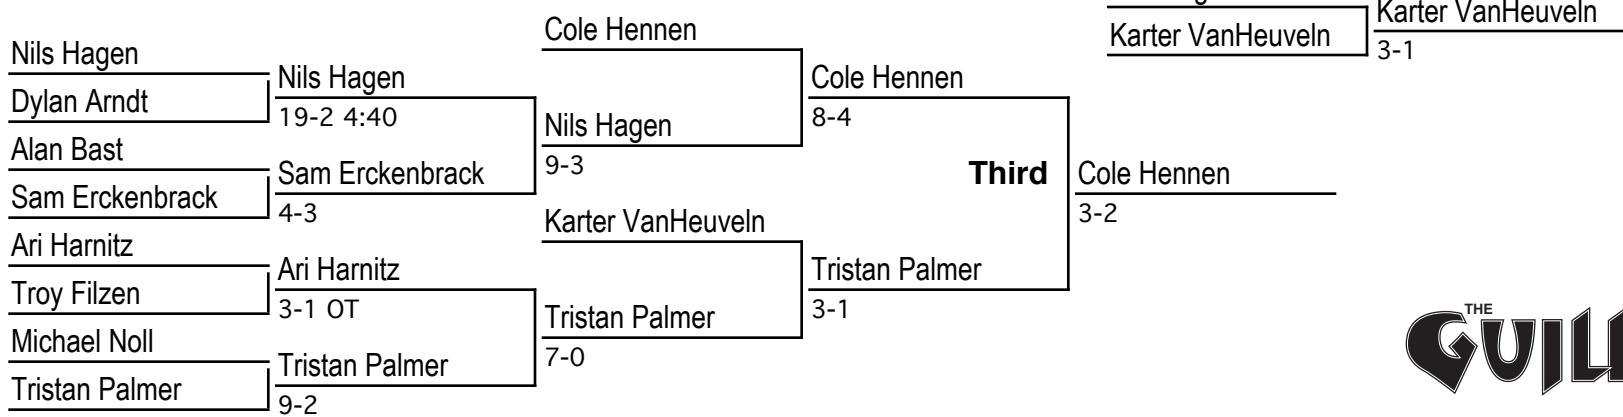 Nils Hagen
Dylan Arndt
Alan Bast
Sam Erckenbrack
Ari Harnitz
Troy Filzen
Michael Noll
Tristan Palmer
Nils Hagen
19-2 4:40
Sam Erckenbrack
4-3
Ari Harnitz
3-1 OT
Tristan Palmer
9-2
Cole Hennen
Nils Hagen
9-3
Karter VanHeuveln
Tristan Palmer
7-0
Cole Hennen
8-4
Tristan Palmer
3-1
Third
Cole Hennen
3-2
Karter VanHeuveln
Karter VanHeuveln
3-1
THE